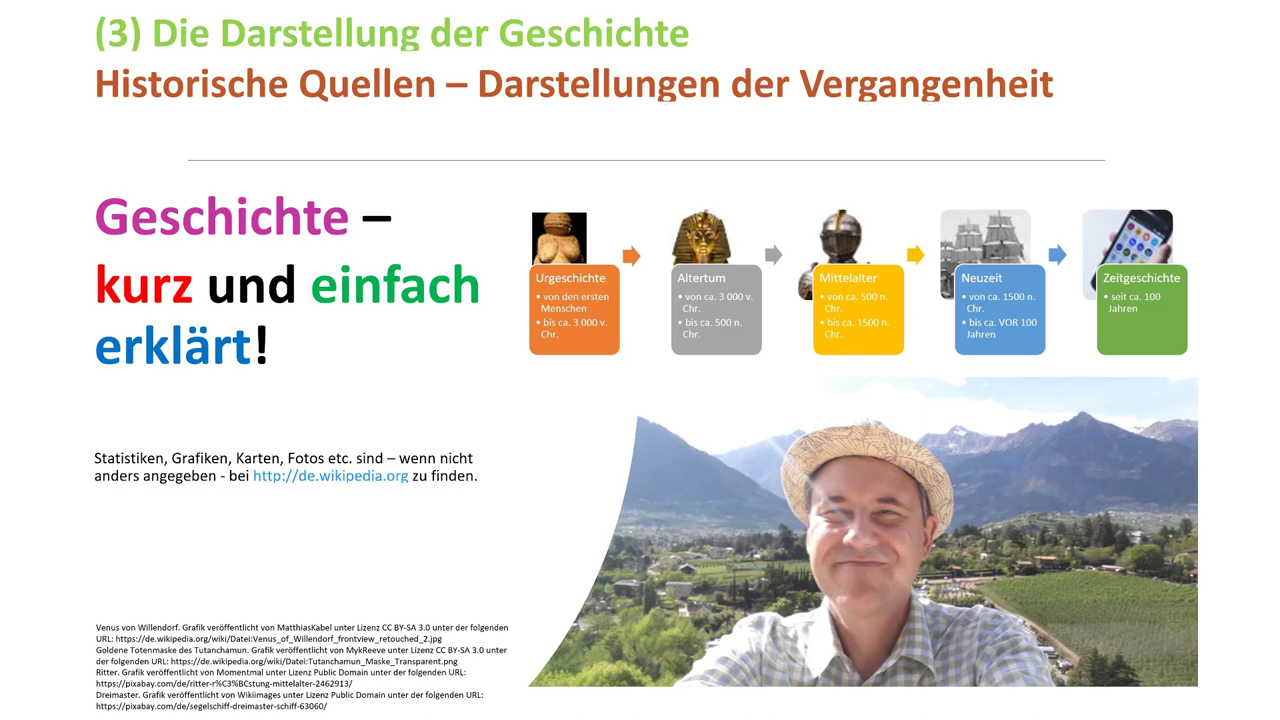 (3) Die Darstellung der Geschichte
Historische Quellen – Darstellungen der Vergangenheit
Geschichte –
kurz und einfach
erklärt!
Urgeschichte
• von den ersten
Menschen
• bis ca. 3 000 v.
Chr.
Altertum
• von ca. 3 000 v.
Chr.
• bis ca. 500 n.
Chr.
Mittelalter
• von ca. 500 n.
Chr.
• bis ca. 1500 n.
Chr.
Neuzeit
• von ca. 1500 n.
Chr.
• bis ca. VOR 100
Jahren
Zeitgeschichte
• seit ca. 100
Jahren
Statistiken, Grafiken, Karten, Fotos etc. sind – wenn nicht
anders angegeben - bei http://de.wikipedia.org zu finden.
Venus von Willendorf. Grafik veröffentlicht von MatthiasKabel unter Lizenz CC BY-SA 3.0 unter der folgenden
URL: https://de.wikipedia.org/wiki/Datei:Venus_of_Willendorf_frontview_retouched_2.jpg
Goldene Totenmaske des Tutanchamun. Grafik veröffentlicht von MykReeve unter Lizenz CC BY-SA 3.0 unter
der folgenden URL: https://de.wikipedia.org/wiki/Datei:Tutanchamun_Maske_Transparent.png
Ritter. Grafik veröffentlicht von Momentmal unter Lizenz Public Domain unter der folgenden URL:
https://pixabay.com/de/ritter-r%C3%BCstung-mittelalter-2462913/
Dreimaster. Grafik veröffentlicht von Wikiimages unter Lizenz Public Domain unter der folgenden URL:
https://pixabay.com/de/segelschiff-dreimaster-schiff-63060/